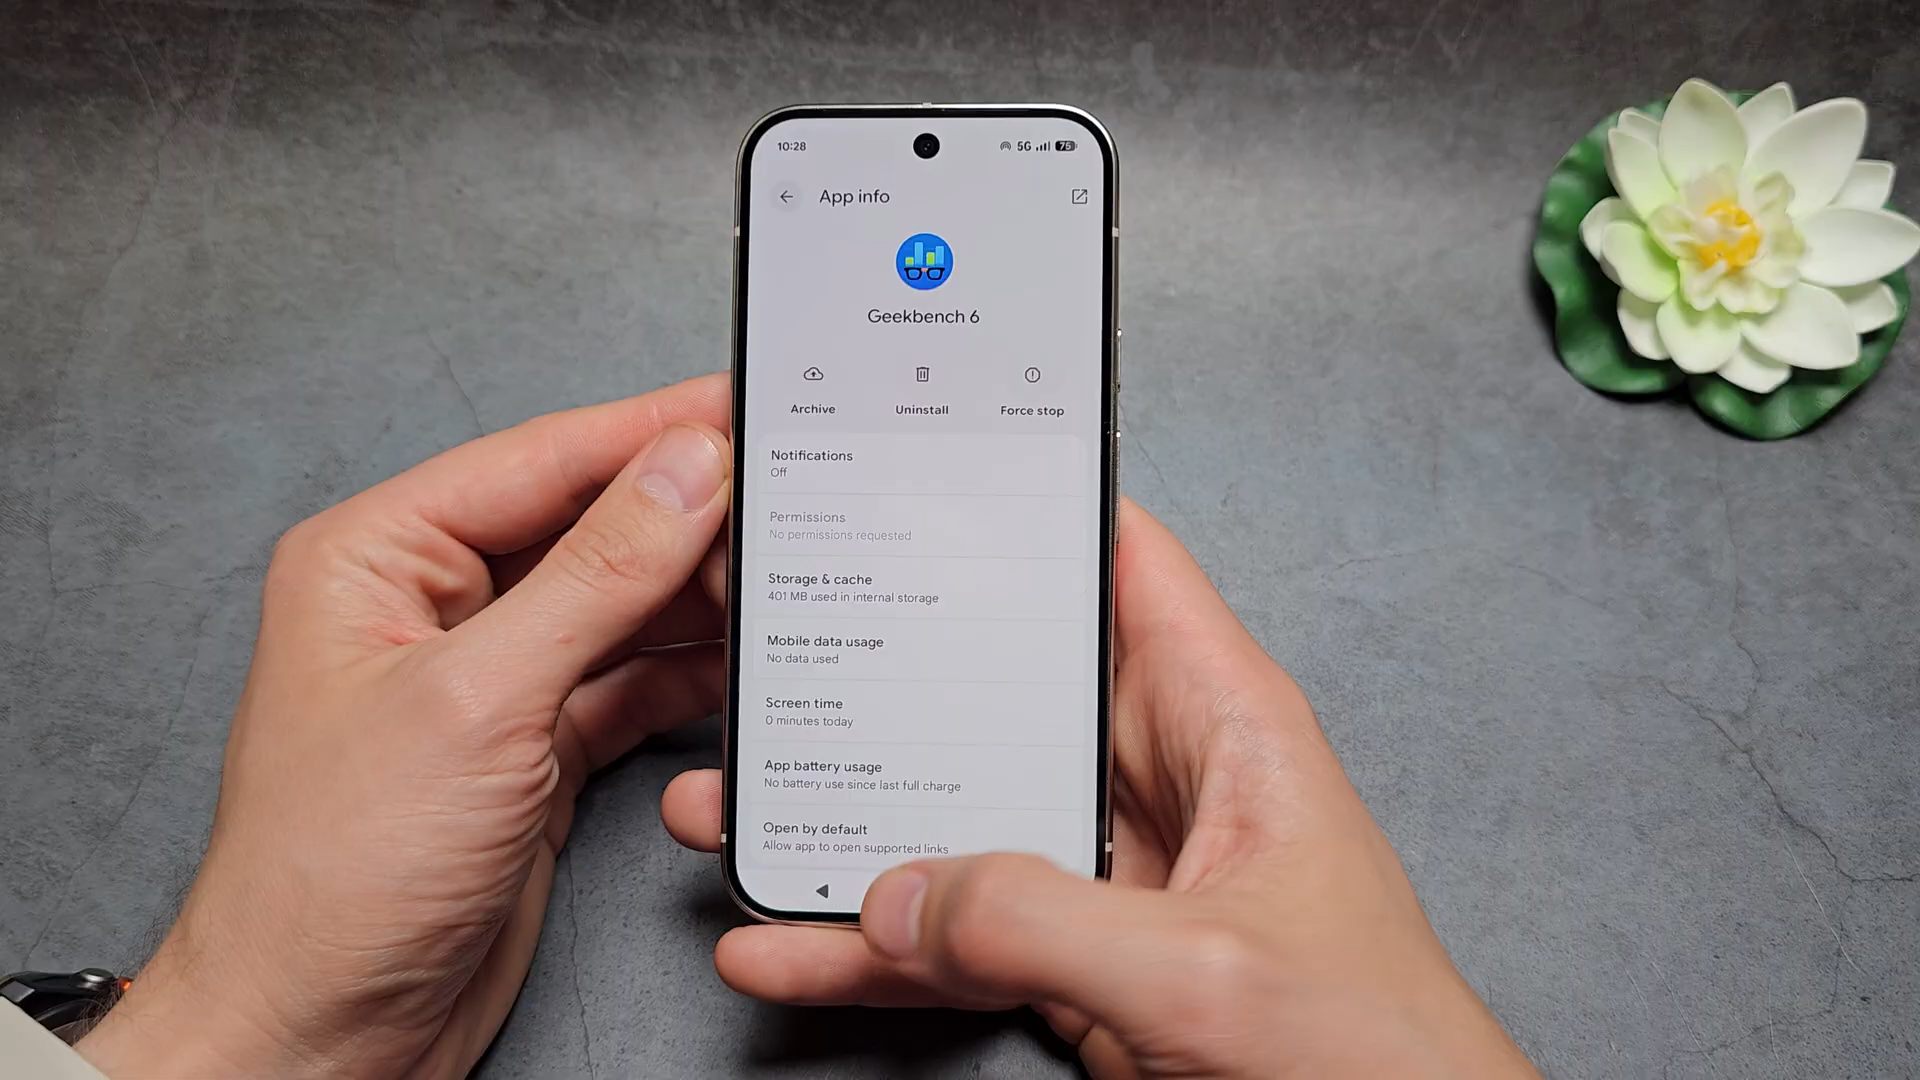 10:28
5G 75
App info
Geekbench 6
Archive Uninstall Force stop
Notifications
Off
Permissions
No permissions requested
Storage & cache
401 MB used in internal storage
Mobile data usage
No data used
Screen time
0 minutes today
App battery usage
No battery use since last full charge
Open by default
Allow app to open supported links